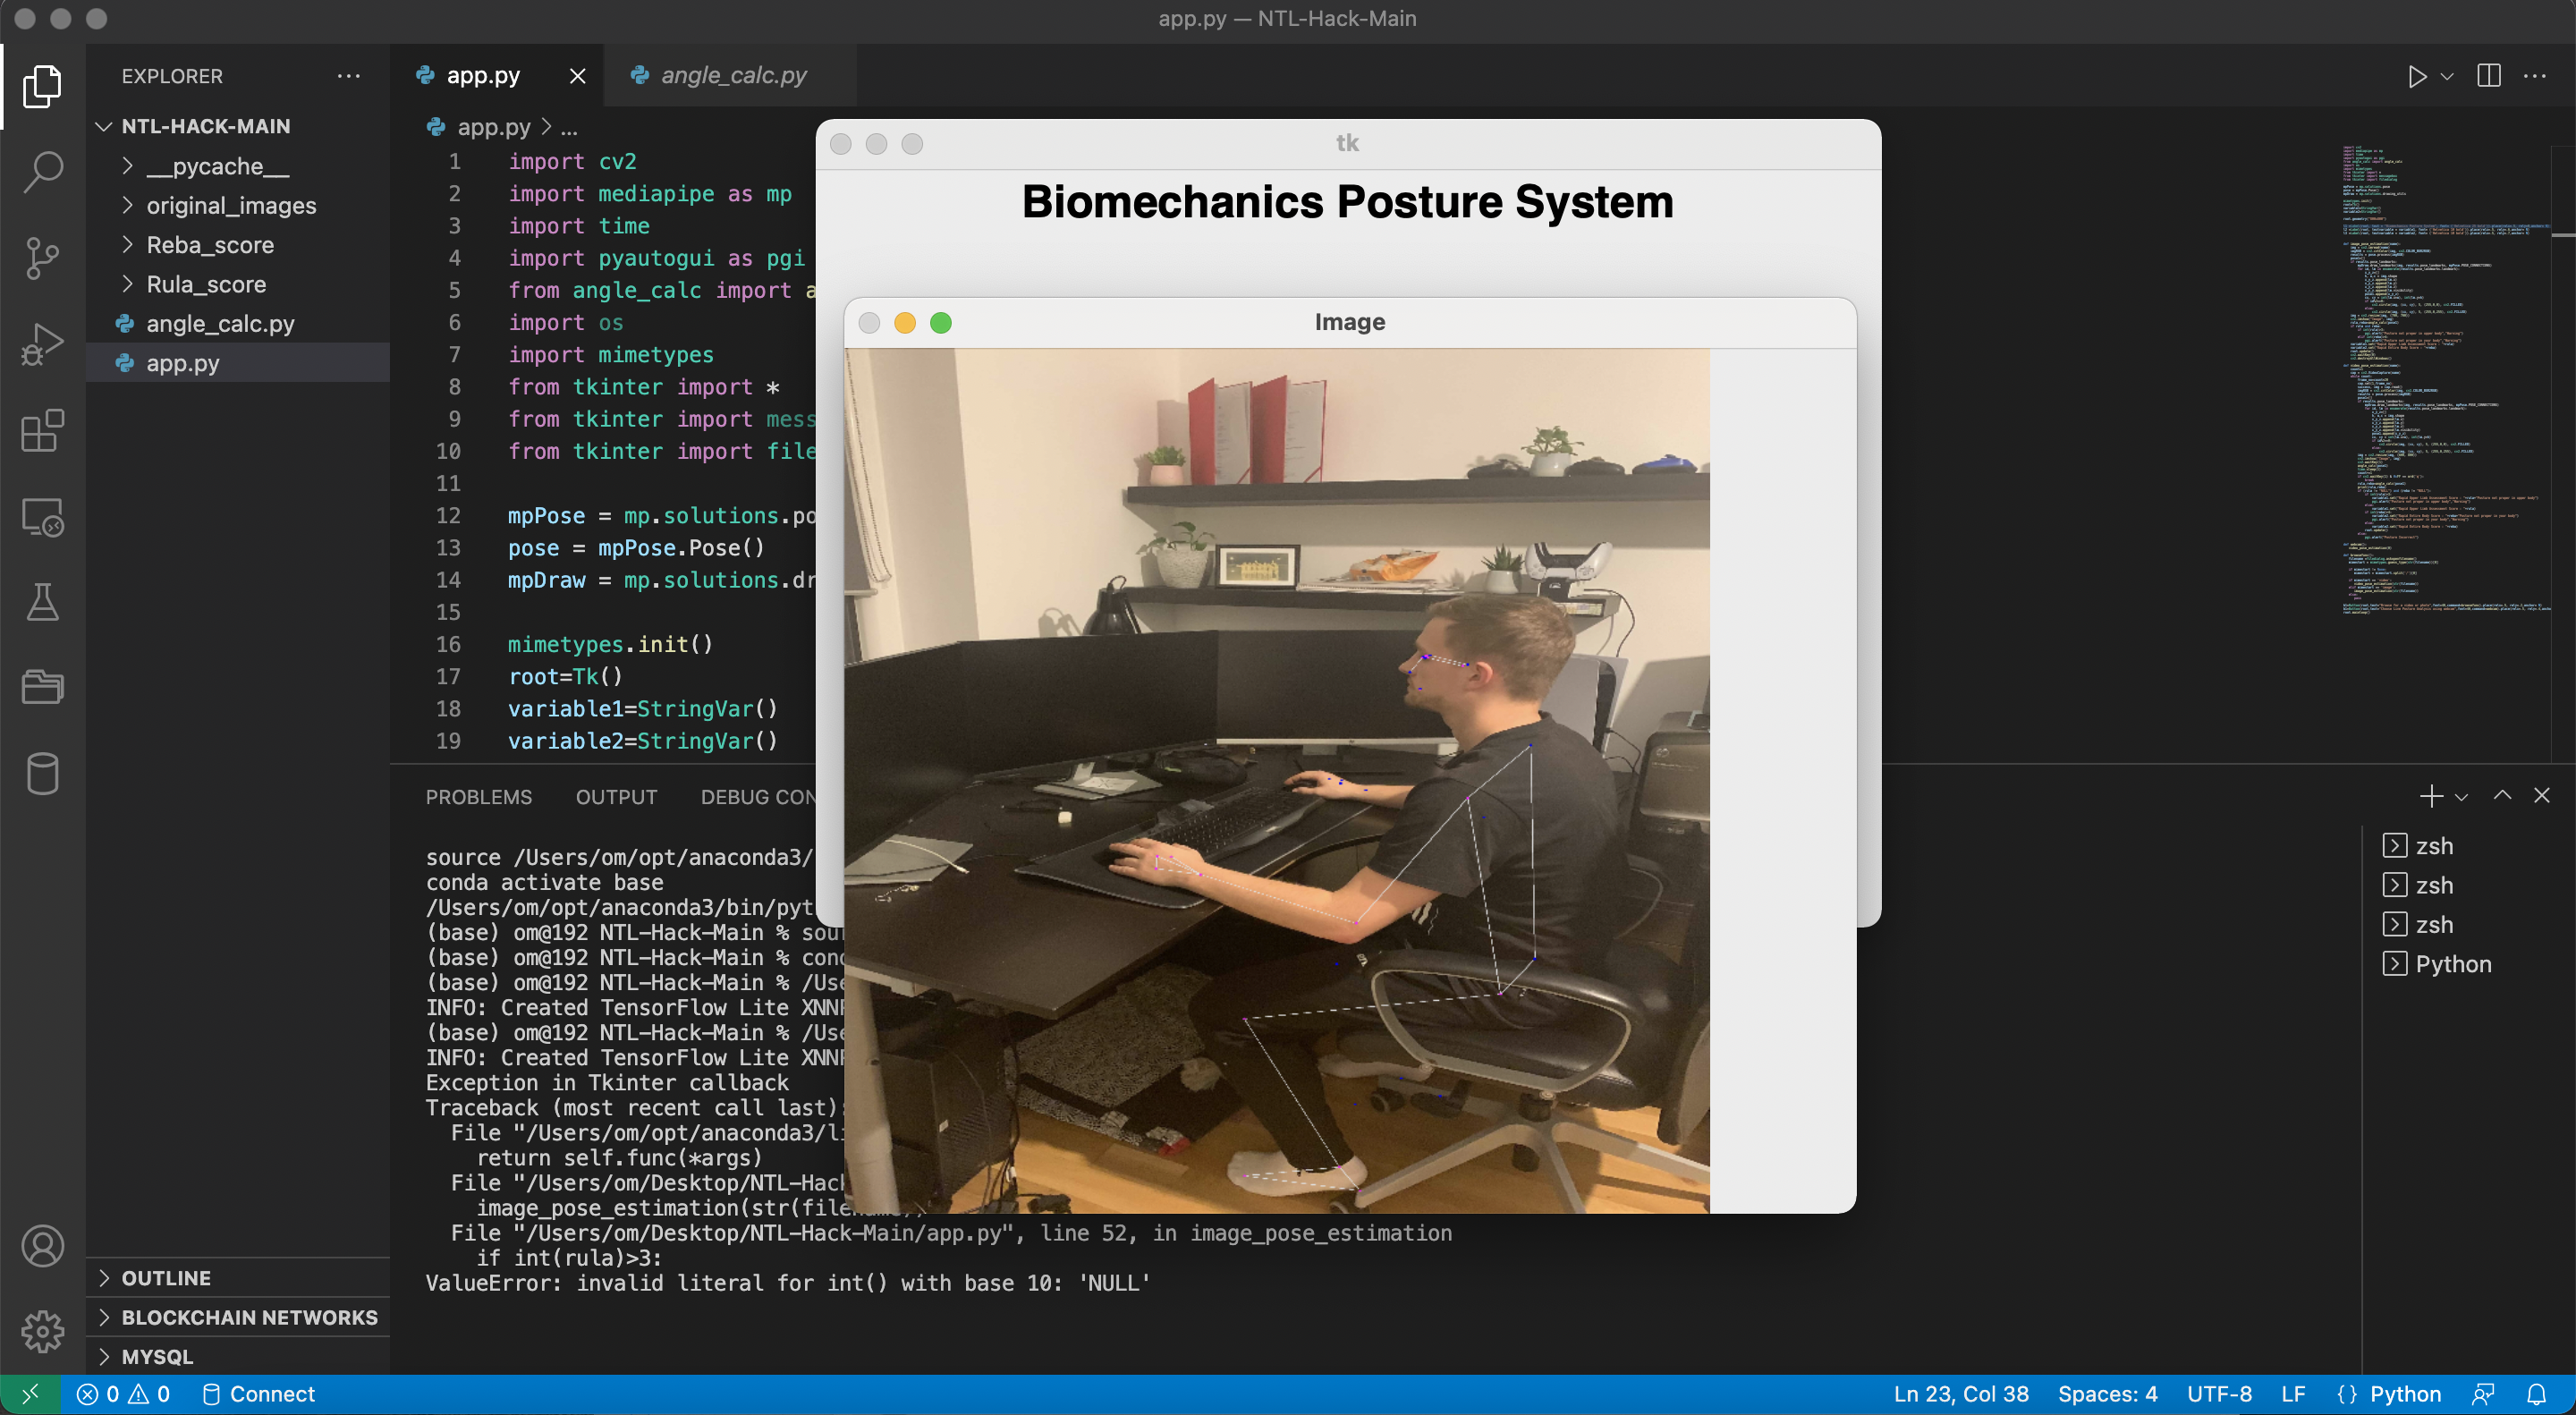 app.py — NTL-Hack-Main
EXPLORER
NTL-HACK-MAIN
__pycache__
original_images
Reba_score
Rula_score
angle_calc.py
app.py
OUTLINE
BLOCKCHAIN NETWORKS
MYSQL
app.py
angle_calc.py
app.py > ...
1 import cv2
2 import mediapipe as mp
3 import time
4 import pyautogui as pgi
5 from angle_calc import a
6 import os
7 import mimetypes
8 from tkinter import *
9 from tkinter import mess
10 from tkinter import file
11
12 mpPose = mp.solutions.po
13 pose = mpPose.Pose()
14 mpDraw = mp.solutions.dr
15
16 mimetypes.init()
17 root=Tk()
18 variable1=StringVar()
19 variable2=StringVar()
tk
Biomechanics Posture System
Image
PROBLEMS OUTPUT DEBUG CON
source /Users/om/opt/anaconda3/
conda activate base
/Users/om/opt/anaconda3/bin/pyt
(base) om@192 NTL-Hack-Main % sou
(base) om@192 NTL-Hack-Main % con
(base) om@192 NTL-Hack-Main % /Use
INFO: Created TensorFlow Lite XNNP
(base) om@192 NTL-Hack-Main % /Use
INFO: Created TensorFlow Lite XNNP
Exception in Tkinter callback
Traceback (most recent call last):
File "/Users/om/opt/anaconda3/li
return self.func(*args)
File "/Users/om/Desktop/NTL-Hack
image_pose_estimation(str(filename))
File "/Users/om/Desktop/NTL-Hack-Main/app.py", line 52, in image_pose_estimation
if int(rula)>3:
ValueError: invalid literal for int() with base 10: 'NULL'
zsh
zsh
zsh
Python
0 0 Connect
Ln 23, Col 38 Spaces: 4 UTF-8 LF {} Python